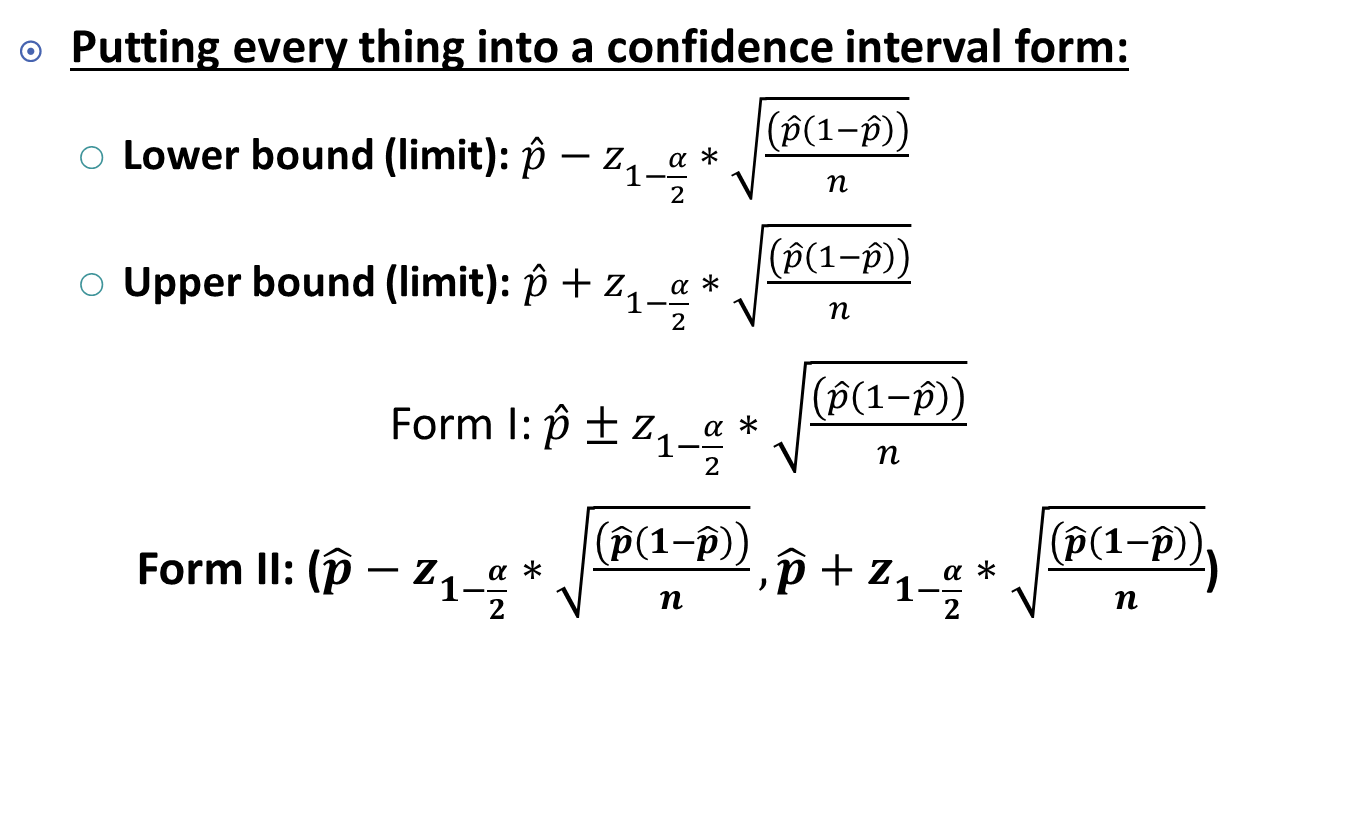 Putting every thing into a confidence interval form:
Lower bound (limit): p̂ − z_{1−α/2} * √((p̂(1−p̂))/n)
Upper bound (limit): p̂ + z_{1−α/2} * √((p̂(1−p̂))/n)
Form I: p̂ ± z_{1−α/2} * √((p̂(1−p̂))/n)
Form II: (p̂ − z_{1−α/2} * √((p̂(1−p̂))/n), p̂ + z_{1−α/2} * √((p̂(1−p̂))/n))